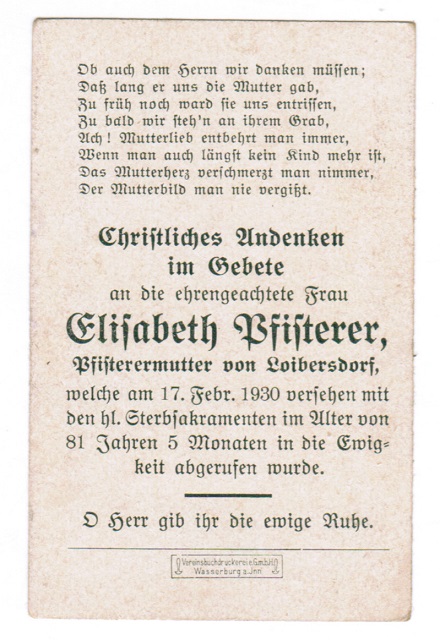 Ob auch dem Herrn wir danken müssen;
Daß lang er uns die Mutter gab,
Zu früh noch ward sie uns entrissen,
Zu bald wir steh'n an ihrem Grab,
Ach! Mutterlieb entbehrt man immer,
Wenn man auch längst kein Kind mehr ist,
Das Mutterherz verschmerzt man nimmer,
Der Mutterbild man nie vergißt.
Christliches Andenken
im Gebete
an die ehrengeachtete Frau
Elisabeth Pfisterer,
Pfisterermutter von Loibersdorf,
welche am 17. Febr. 1930 versehen mit
den hl. Sterbsakramenten im Alter von
81 Jahren 5 Monaten in die Ewig-
keit abgerufen wurde.
O Herr gib ihr die ewige Ruhe.
Vereinsbuchdruckerei e.G.m.b.H.
Wasserburg a. Inn